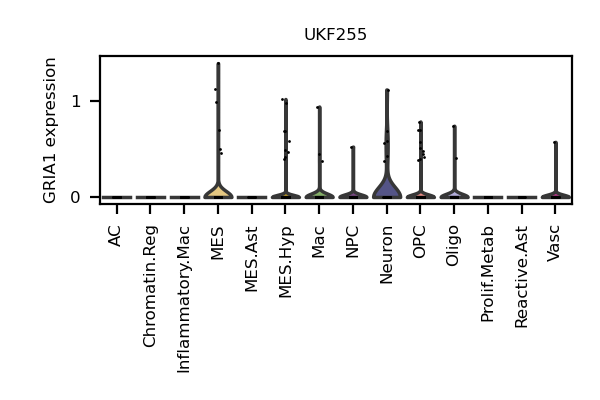 UKF255
GRIA1 expression
1
0
AC
Chromatin.Reg
Inflammatory.Mac
MES
MES.Ast
MES.Hyp
Mac
NPC
Neuron
OPC
Oligo
Prolif.Metab
Reactive.Ast
Vasc